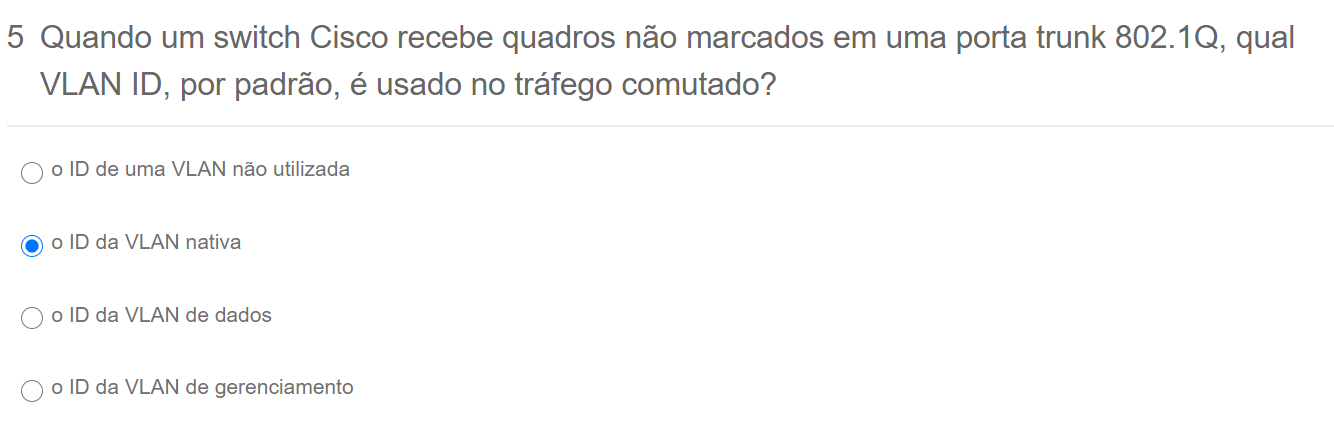 5 Quando um switch Cisco recebe quadros não marcados em uma porta trunk 802.1Q, qual
VLAN ID, por padrão, é usado no tráfego comutado?
o ID de uma VLAN não utilizada
o ID da VLAN nativa
o ID da VLAN de dados
o ID da VLAN de gerenciamento